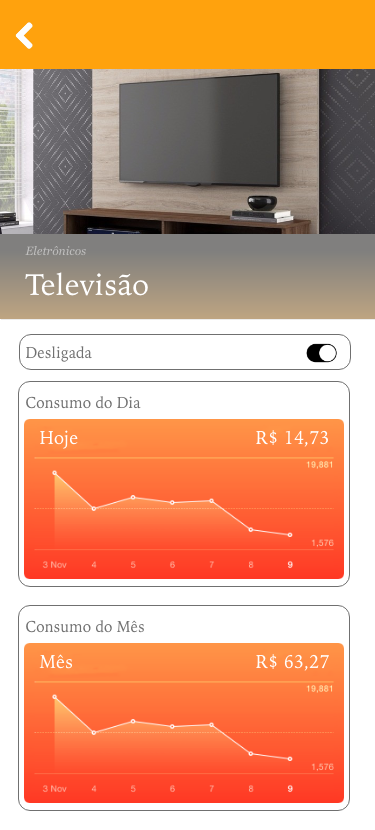 Eletrônicos
Televisão
Desligada
Consumo do Dia
Hoje R$ 14,73
19,881
1,576
3 Nov 4 5 6 7 8 9
Consumo do Mês
Mês R$ 63,27
19,881
1,576
3 Nov 4 5 6 7 8 9